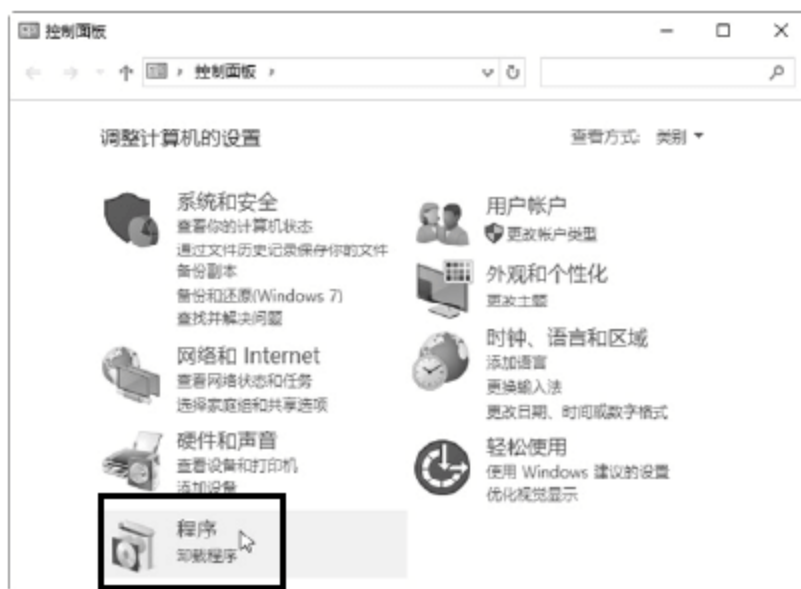 控制面板
控制面板
调整计算机的设置
查看方式: 类别
系统和安全
查看你的计算机状态
通过文件历史记录保存你的文件
备份副本
备份和还原(Windows 7)
查找并解决问题
网络和 Internet
查看网络状态和任务
选择家庭组和共享选项
硬件和声音
查看设备和打印机
添加设备
程序
卸载程序
用户帐户
更改帐户类型
外观和个性化
更改主题
时钟、语言和区域
添加语言
更换输入法
更改日期、时间或数字格式
轻松使用
使用 Windows 建议的设置
优化视觉显示